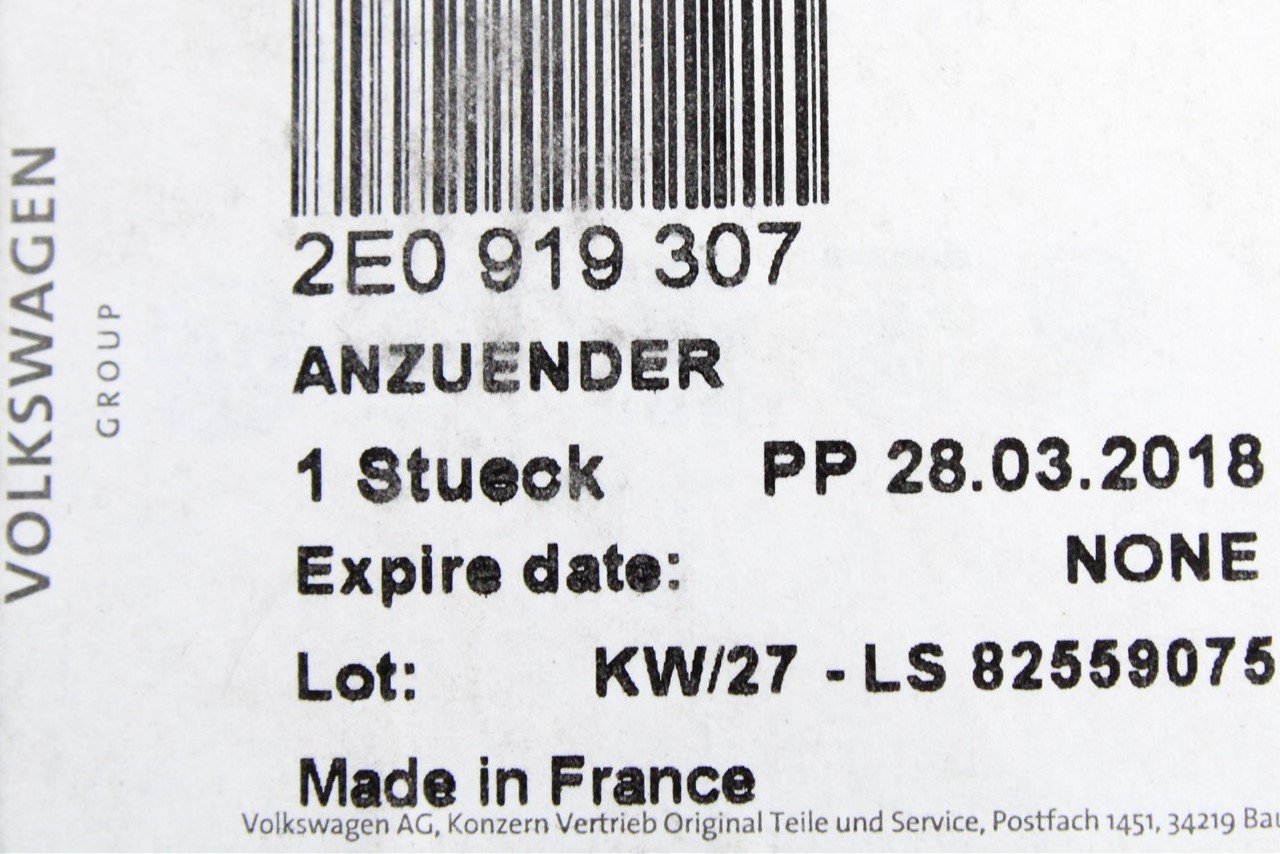 VOLKSWAGEN
GROUP
2E0 919 307
ANZUENDER
1 Stueck PP 28.03.2018
Expire date: NONE
Lot: KW/27 - LS 82559075
Made in France
Volkswagen AG, Konzern Vertrieb Original Teile und Service, Postfach 1451, 34219